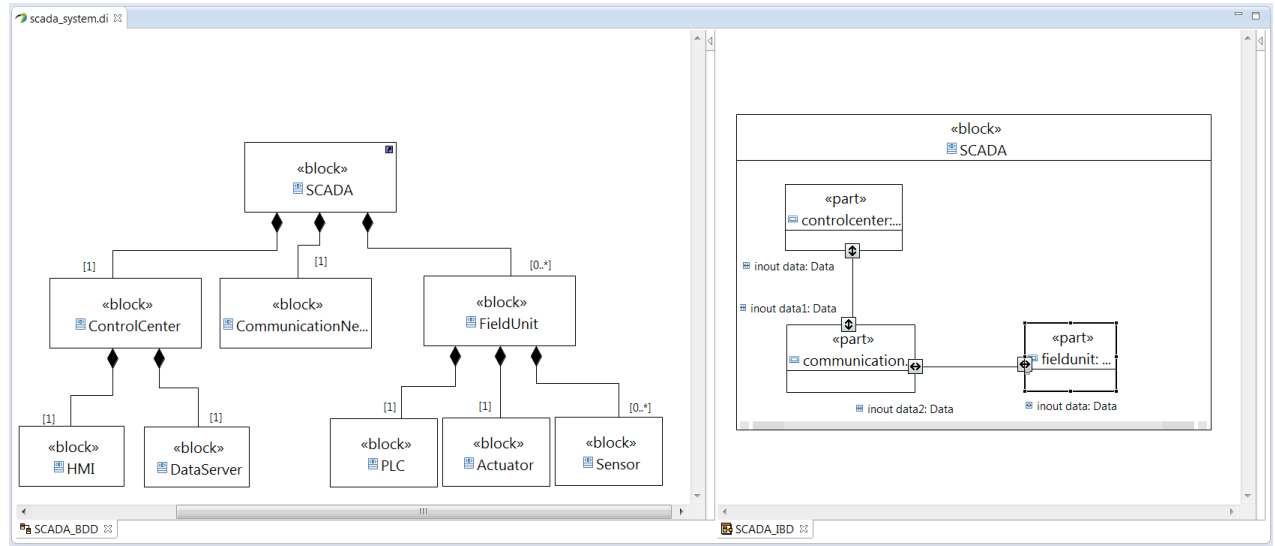 scada_system.di
«block»
SCADA
[1]
[1]
[0..*]
«block»
ControlCenter
«block»
CommunicationNe...
«block»
FieldUnit
[1]
[1]
[1]
[1]
[0..*]
«block»
HMI
«block»
DataServer
«block»
PLC
«block»
Actuator
«block»
Sensor
SCADA_BDD
«block»
SCADA
«part»
controlcenter:...
inout data: Data
inout data1: Data
«part»
communication.
«part»
fieldunit: ...
inout data2: Data
inout data: Data
SCADA_IBD